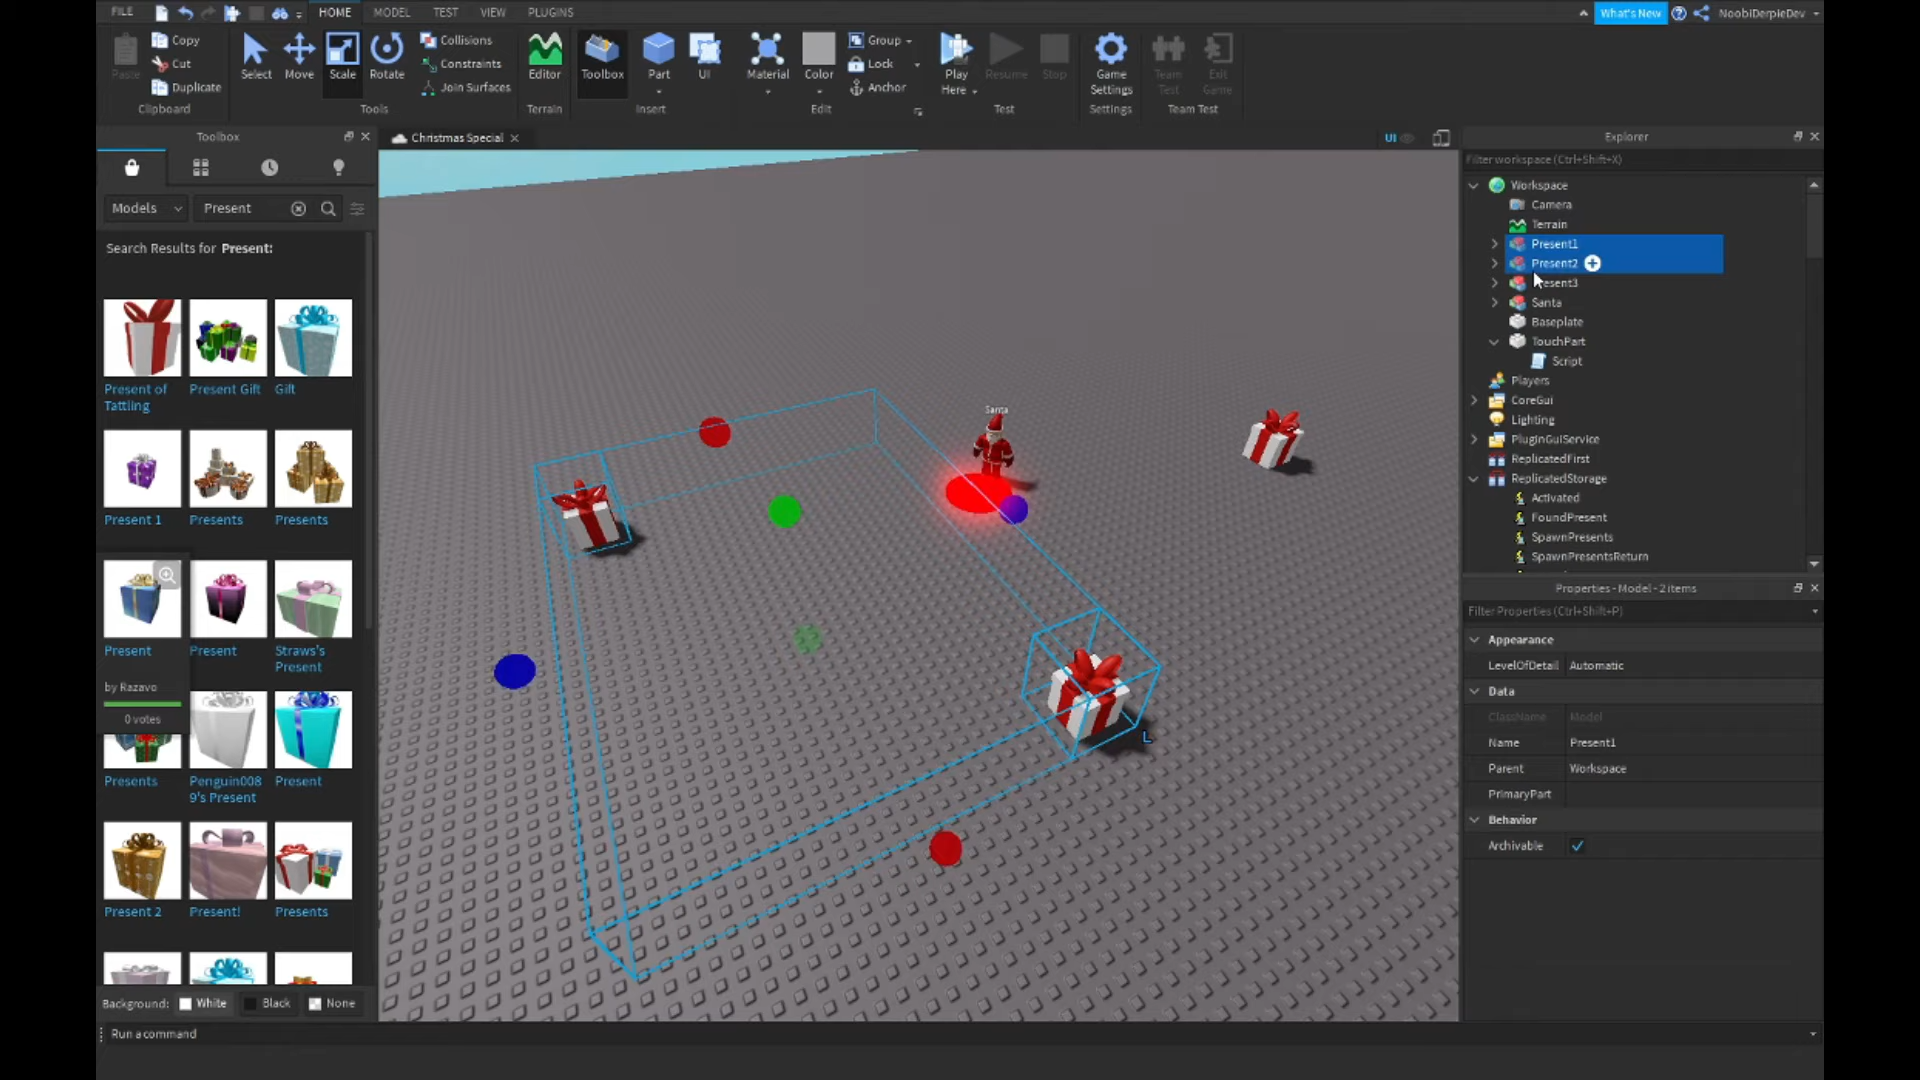 FILE HOME MODEL TEST VIEW PLUGINS What's New NoobiDerpieDev
Paste Copy Cut Duplicate Clipboard
Select Move Scale Rotate Tools
Collisions Constraints Join Surfaces
Editor Terrain
Toolbox Part UI Insert
Material Color Group Lock Anchor Edit
Play Here Resume Stop Test
Game Settings Settings
Team Test Exit Game Team Test
Toolbox
Models Present
Search Results for Present:
Present of Tattling
Present Gift
Gift
Present 1
Presents
Presents
Present
by Razavo
0 votes
Present
Straws's Present
Presents
Penguin008 9's Present
Present
Present 2
Present!
Presents
Background: White Black None
Run a command
Christmas Special
UI
Santa
L
Explorer
Filter workspace (Ctrl+Shift+X)
Workspace
Camera
Terrain
Present1
Present2
Present3
Santa
Baseplate
TouchPart
Script
Players
CoreGui
Lighting
PluginGuiService
ReplicatedFirst
ReplicatedStorage
Activated
FoundPresent
SpawnPresents
SpawnPresentsReturn
Properties - Model - 2 items
Filter Properties (Ctrl+Shift+P)
Appearance
LevelOfDetail Automatic
Data
ClassName Model
Name Present1
Parent Workspace
PrimaryPart
Behavior
Archivable